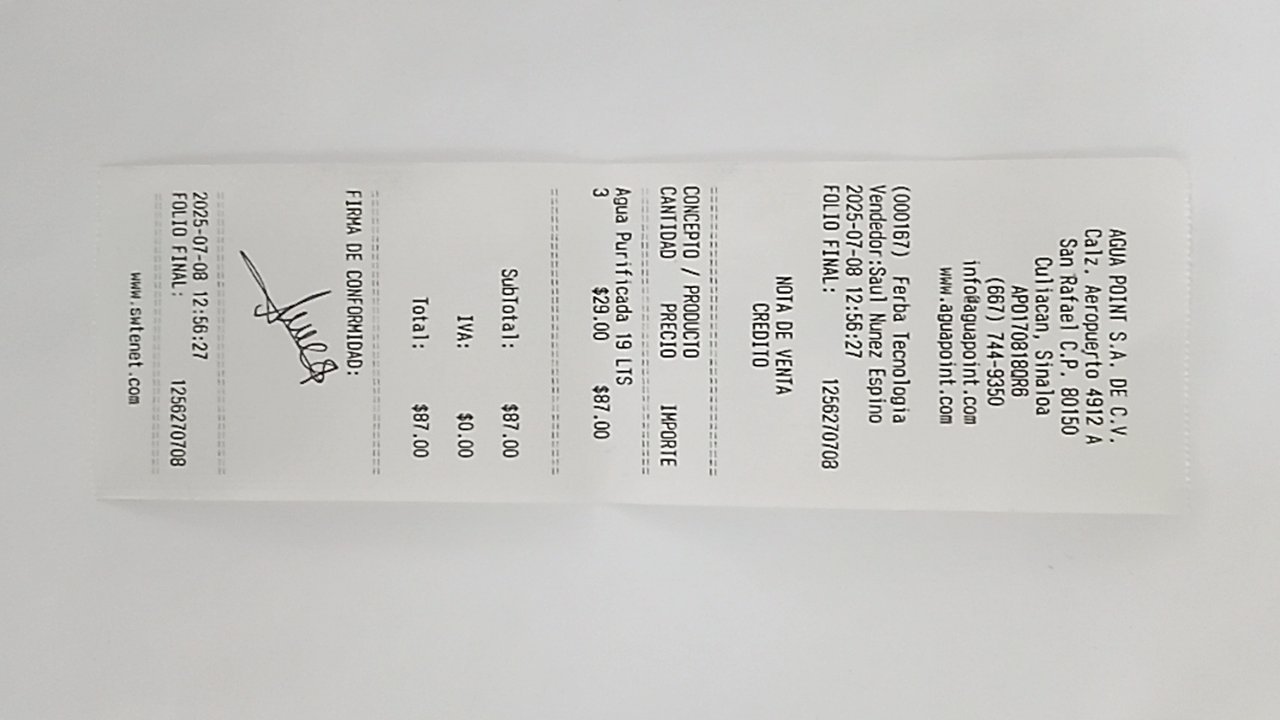 AGUA POINT S.A. DE C.V.
Calz. Aeropuerto 4912 A
San Rafael C.P. 80150
Culiacan, Sinaloa
APO170818QR6
(667) 744-9350
info@aguapoint.com
www.aguapoint.com
(000167) Ferba Tecnologia
Vendedor:Saul Nunez Espino
2025-07-08 12:56:27
FOLIO FINAL: 1256270708
NOTA DE VENTA
CREDITO
CONCEPTO / PRODUCTO
CANTIDAD PRECIO IMPORTE
Agua Purificada 19 LTS
3 $29.00 $87.00
SubTotal: $87.00
IVA: $0.00
Total: $87.00
FIRMA DE CONFORMIDAD:
2025-07-08 12:56:27
FOLIO FINAL: 1256270708
www.swtenet.com